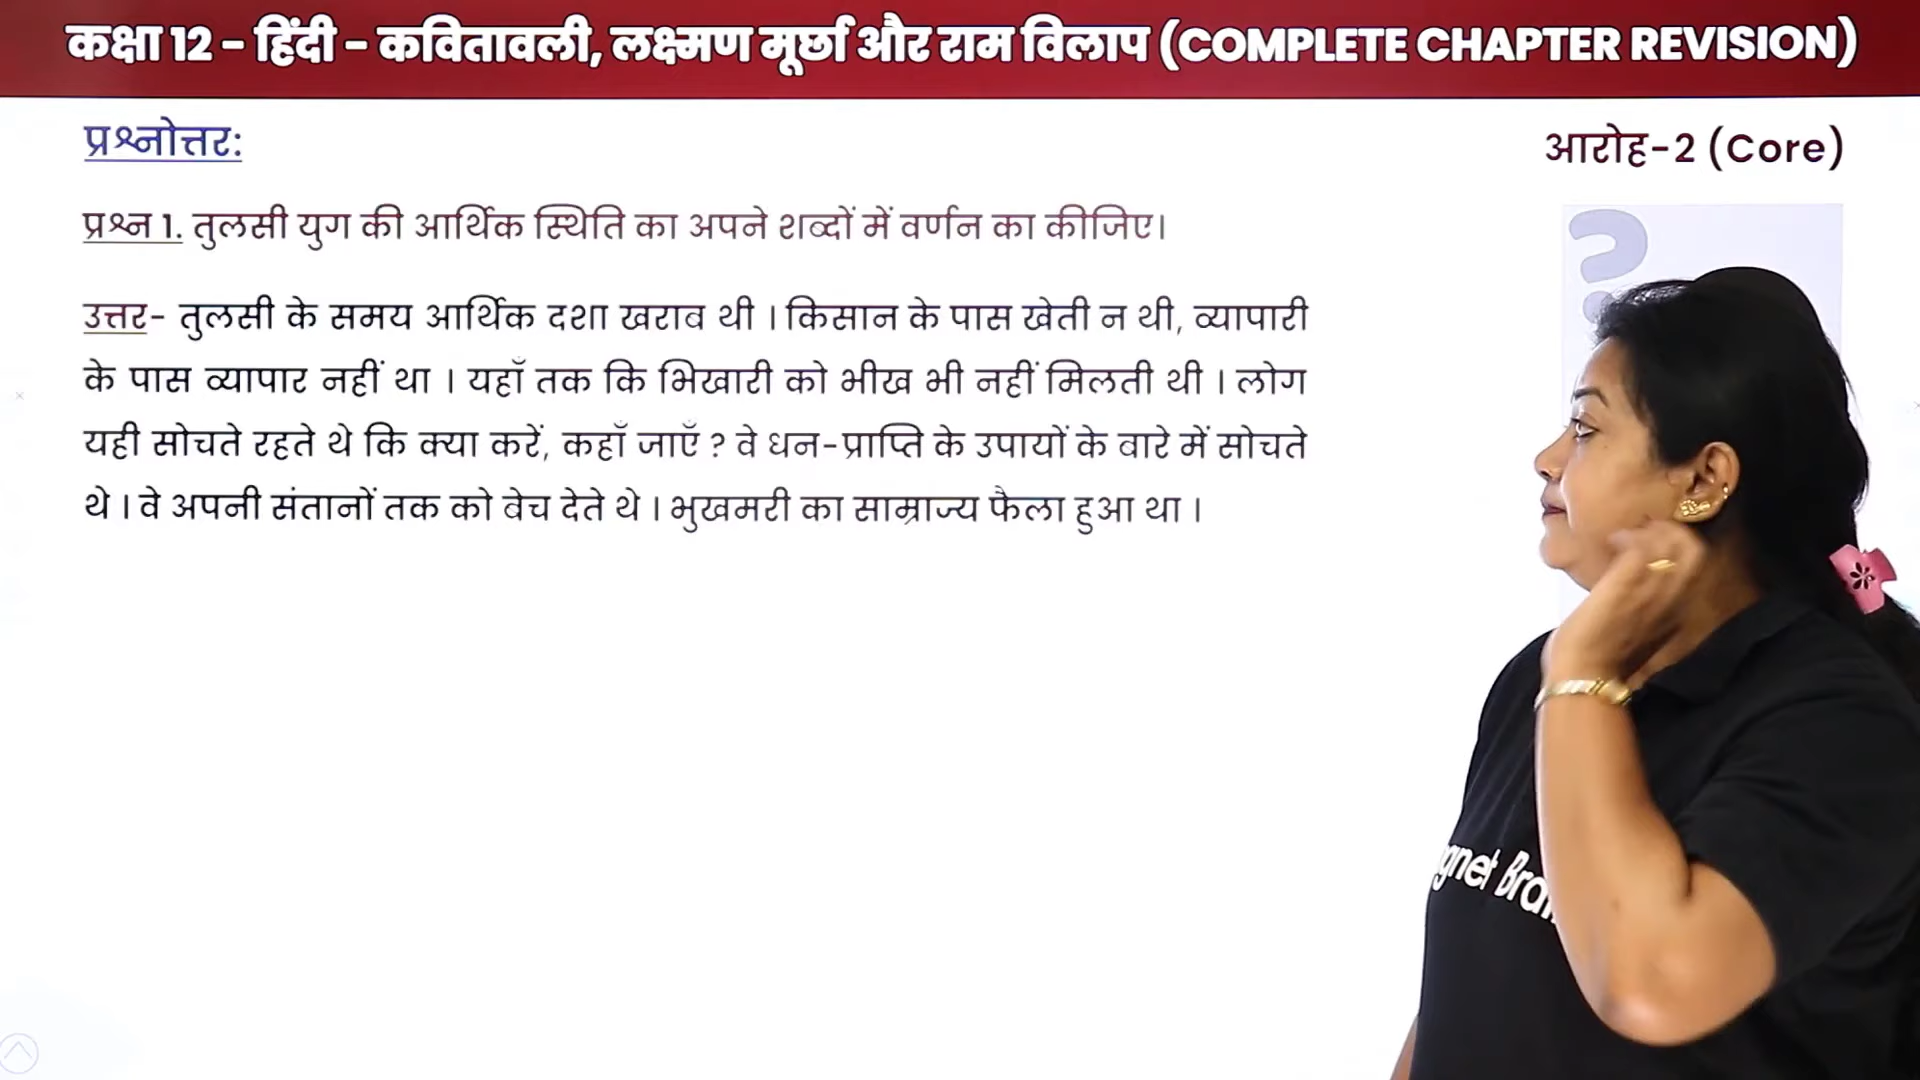 कक्षा 12 - हिंदी - कवितावली, लक्ष्मण मूर्छा और राम विलाप (COMPLETE CHAPTER REVISION)
प्रश्नोत्तर:
आरोह-2 (Core)
प्रश्न 1. तुलसी युग की आर्थिक स्थिति का अपने शब्दों में वर्णन का कीजिए।
उत्तर- तुलसी के समय आर्थिक दशा खराब थी । किसान के पास खेती न थी, व्यापारी
के पास व्यापार नहीं था । यहाँ तक कि भिखारी को भीख भी नहीं मिलती थी । लोग
यही सोचते रहते थे कि क्या करें, कहाँ जाएँ ? वे धन-प्राप्ति के उपायों के बारे में सोचते
थे । वे अपनी संतानों तक को बेच देते थे । भुखमरी का साम्राज्य फैला हुआ था ।